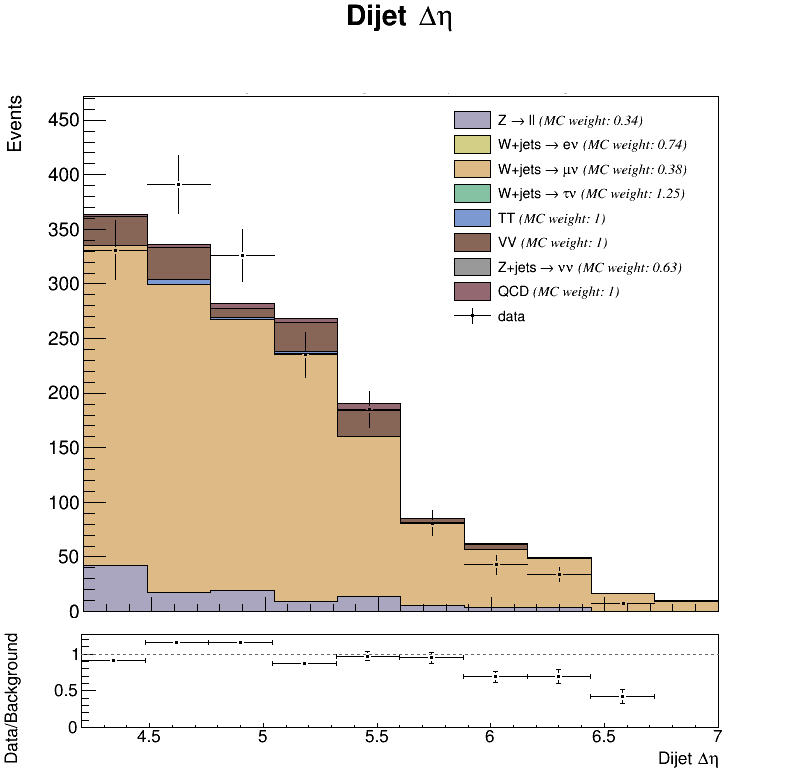 Dijet Δη
Events
450
400
350
300
250
200
150
100
50
0
Z → ll (MC weight: 0.34)
W+jets → eν (MC weight: 0.74)
W+jets → μν (MC weight: 0.38)
W+jets → τν (MC weight: 1.25)
TT (MC weight: 1)
VV (MC weight: 1)
Z+jets → νν (MC weight: 0.63)
QCD (MC weight: 1)
data
Data/Background
1
0.5
0
4.5 5 5.5 6 6.5 7
Dijet Δη